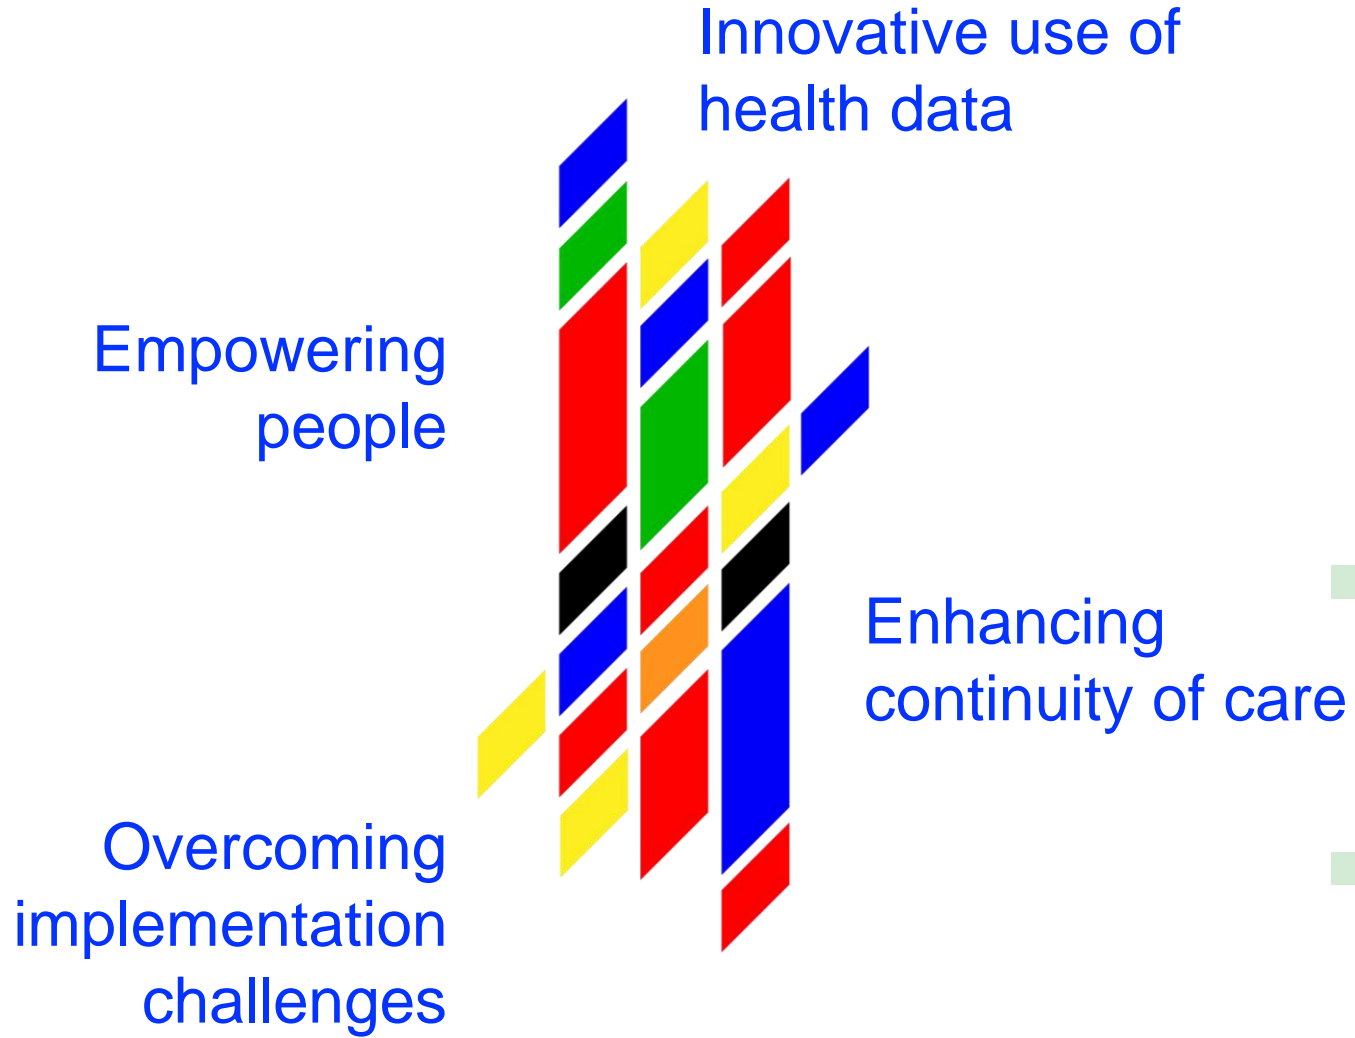 Innovative use of
health data
Empowering
people
Enhancing
continuity of care
Overcoming
implementation
challenges